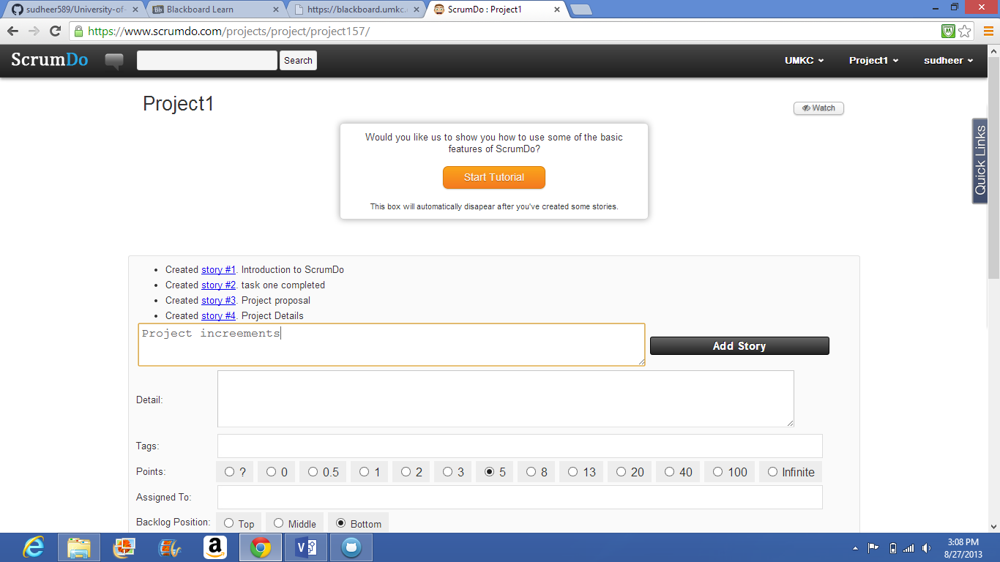 sudheer589/University-of-
Blackboard Learn
https://blackboard.umkc.
ScrumDo : Project1
https://www.scrumdo.com/projects/project/project157/
ScrumDo
Search
UMKC
Project1
sudheer
Project1
Watch
Would you like us to show you how to use some of the basic
features of ScrumDo?
Start Tutorial
This box will automatically disapear after you've created some stories.
Quick Links
Created story #1. Introduction to ScrumDo
Created story #2. task one completed
Created story #3. Project proposal
Created story #4. Project Details
Project increements
Add Story
Detail:
Tags:
Points: ? 0 0.5 1 2 3 5 8 13 20 40 100 Infinite
Assigned To:
Backlog Position: Top Middle Bottom
3:08 PM
8/27/2013